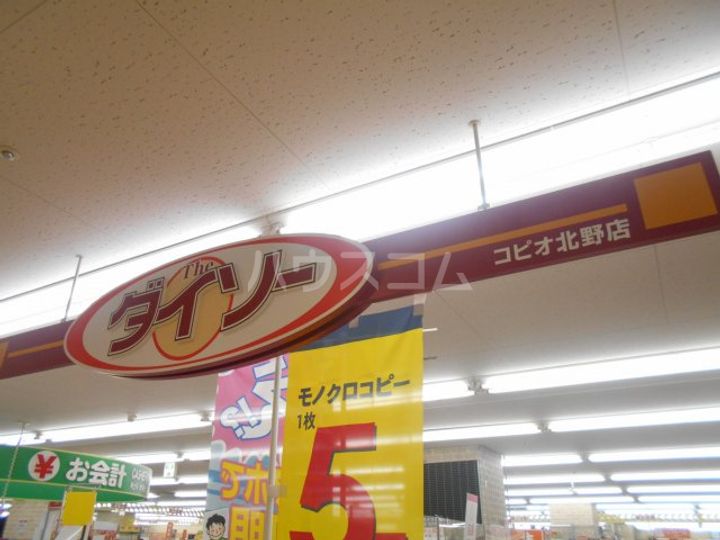 The
ダイソー
コピオ北野店
ハウスコム
モノクロコピー
1枚
5
¥
お会計